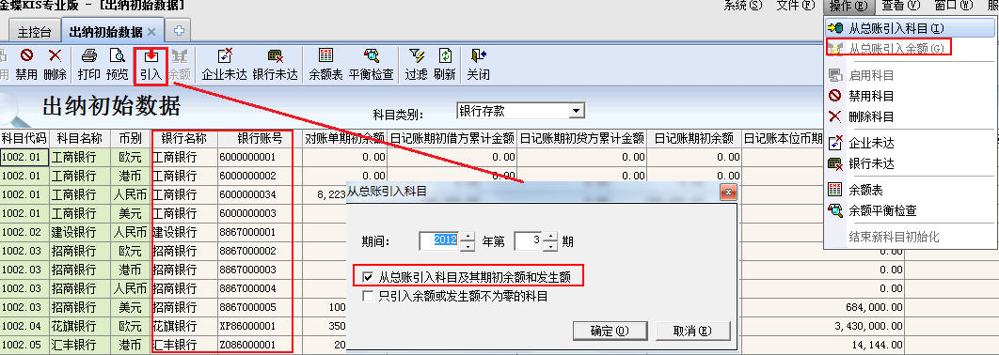 金蝶KIS专业版 - [出纳初始数据]
系统(S) 文件(F) 操作(E) 查看(V) 窗口(W) 服
主控台 出纳初始数据
用 禁用 删除 打印 预览 引入 余额 企业未达 银行未达 余额表 平衡检查 过滤 刷新 关闭
从总账引入科目(I)
从总账引入余额(G)
启用科目
禁用科目
删除科目
企业未达
银行未达
余额表
余额平衡检查
结束新科目初始化
出纳初始数据
科目类别: 银行存款
科目代码 科目名称 币别 银行名称 银行账号 对账单期初余额 日记账期初借方累计金额 日记账期初贷方累计金额 日记账期初余额 日记账本位币期
1002.01 工商银行 欧元 工商银行 6000000001 0.00 0.00 0.00 0.00
1002.01 工商银行 港币 工商银行 6000000002 0.00 0.00 0.00 0.00
1002.01 工商银行 人民币 工商银行 6000000034 8,223
1002.01 工商银行 美元 工商银行 6000000003
1002.02 建设银行 人民币 建设银行 8867000001
1002.03 招商银行 欧元 招商银行 8867000002 0.00
1002.03 招商银行 港币 招商银行 8867000003 0.00
1002.03 招商银行 人民币 招商银行 8867000004 0.00
1002.03 招商银行 美元 招商银行 8867000005 100 684,000.00
1002.04 花旗银行 欧元 花旗银行 XP86000001 350 3,430,000.00
1002.05 汇丰银行 港币 汇丰银行 Z086000001 20 14,144.00
从总账引入科目
期间: 2012 年第 3 期
从总账引入科目及其期初余额和发生额
只引入余额或发生额不为零的科目
确定(O) 取消(E)